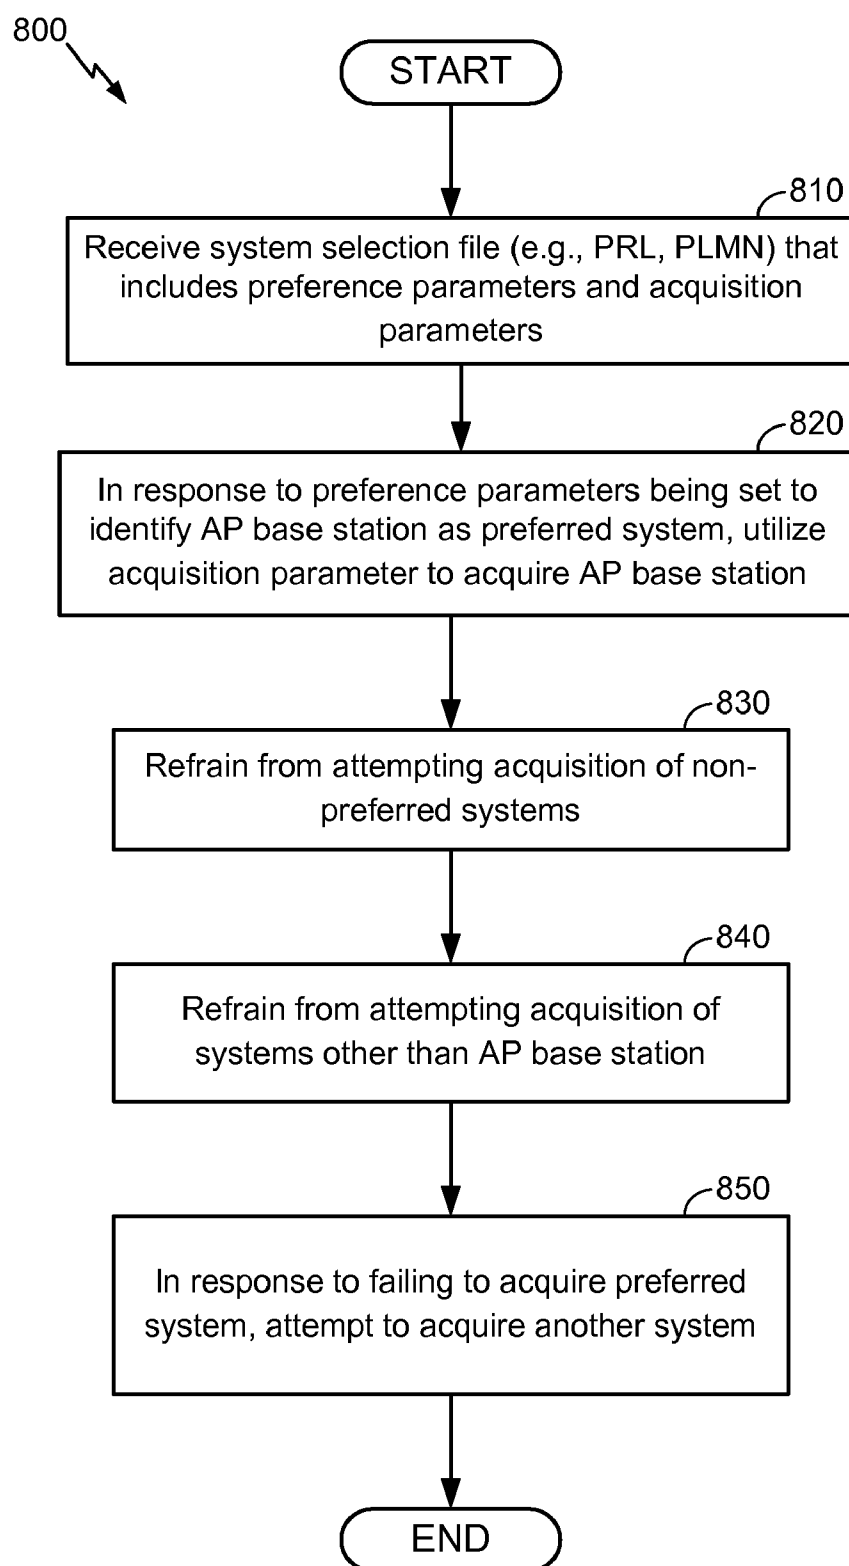 800
START
810
Receive system selection file (e.g., PRL, PLMN) that
includes preference parameters and acquisition
parameters
820
In response to preference parameters being set to
identify AP base station as preferred system, utilize
acquisition parameter to acquire AP base station
830
Refrain from attempting acquisition of non-
preferred systems
840
Refrain from attempting acquisition of
systems other than AP base station
850
In response to failing to acquire preferred
system, attempt to acquire another system
END